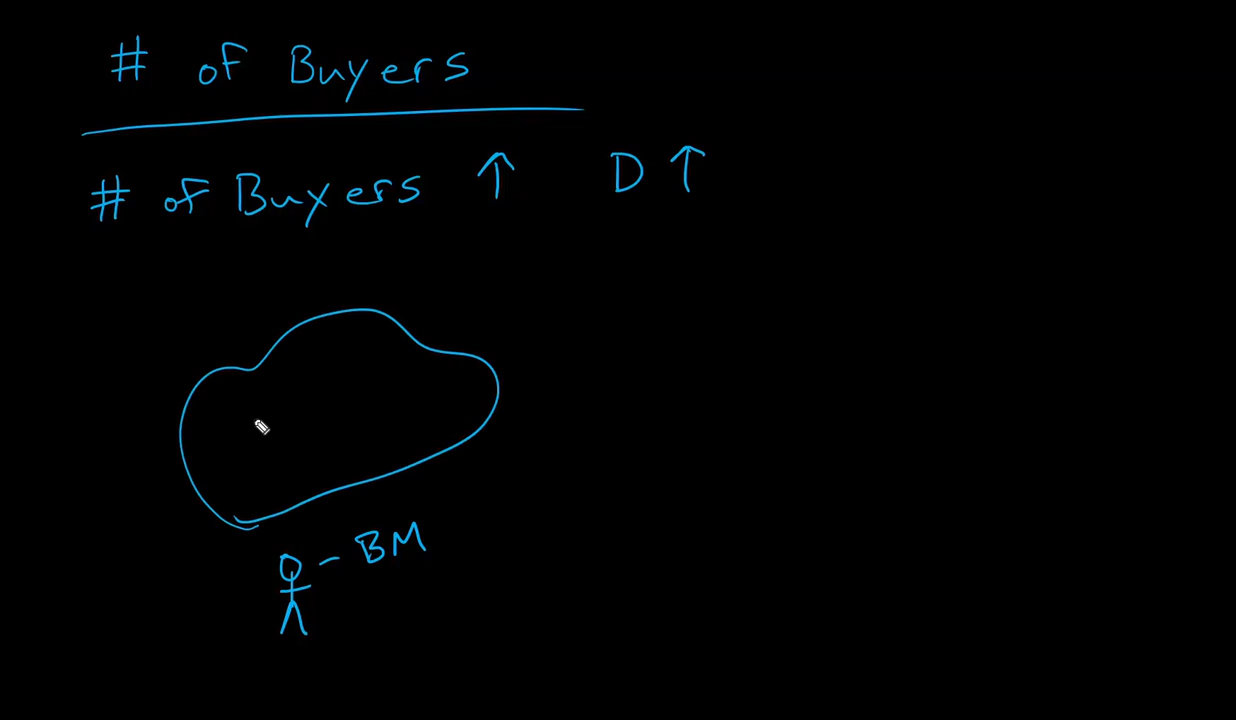 # of Buyers
# of Buyers ↑ D↑
BM